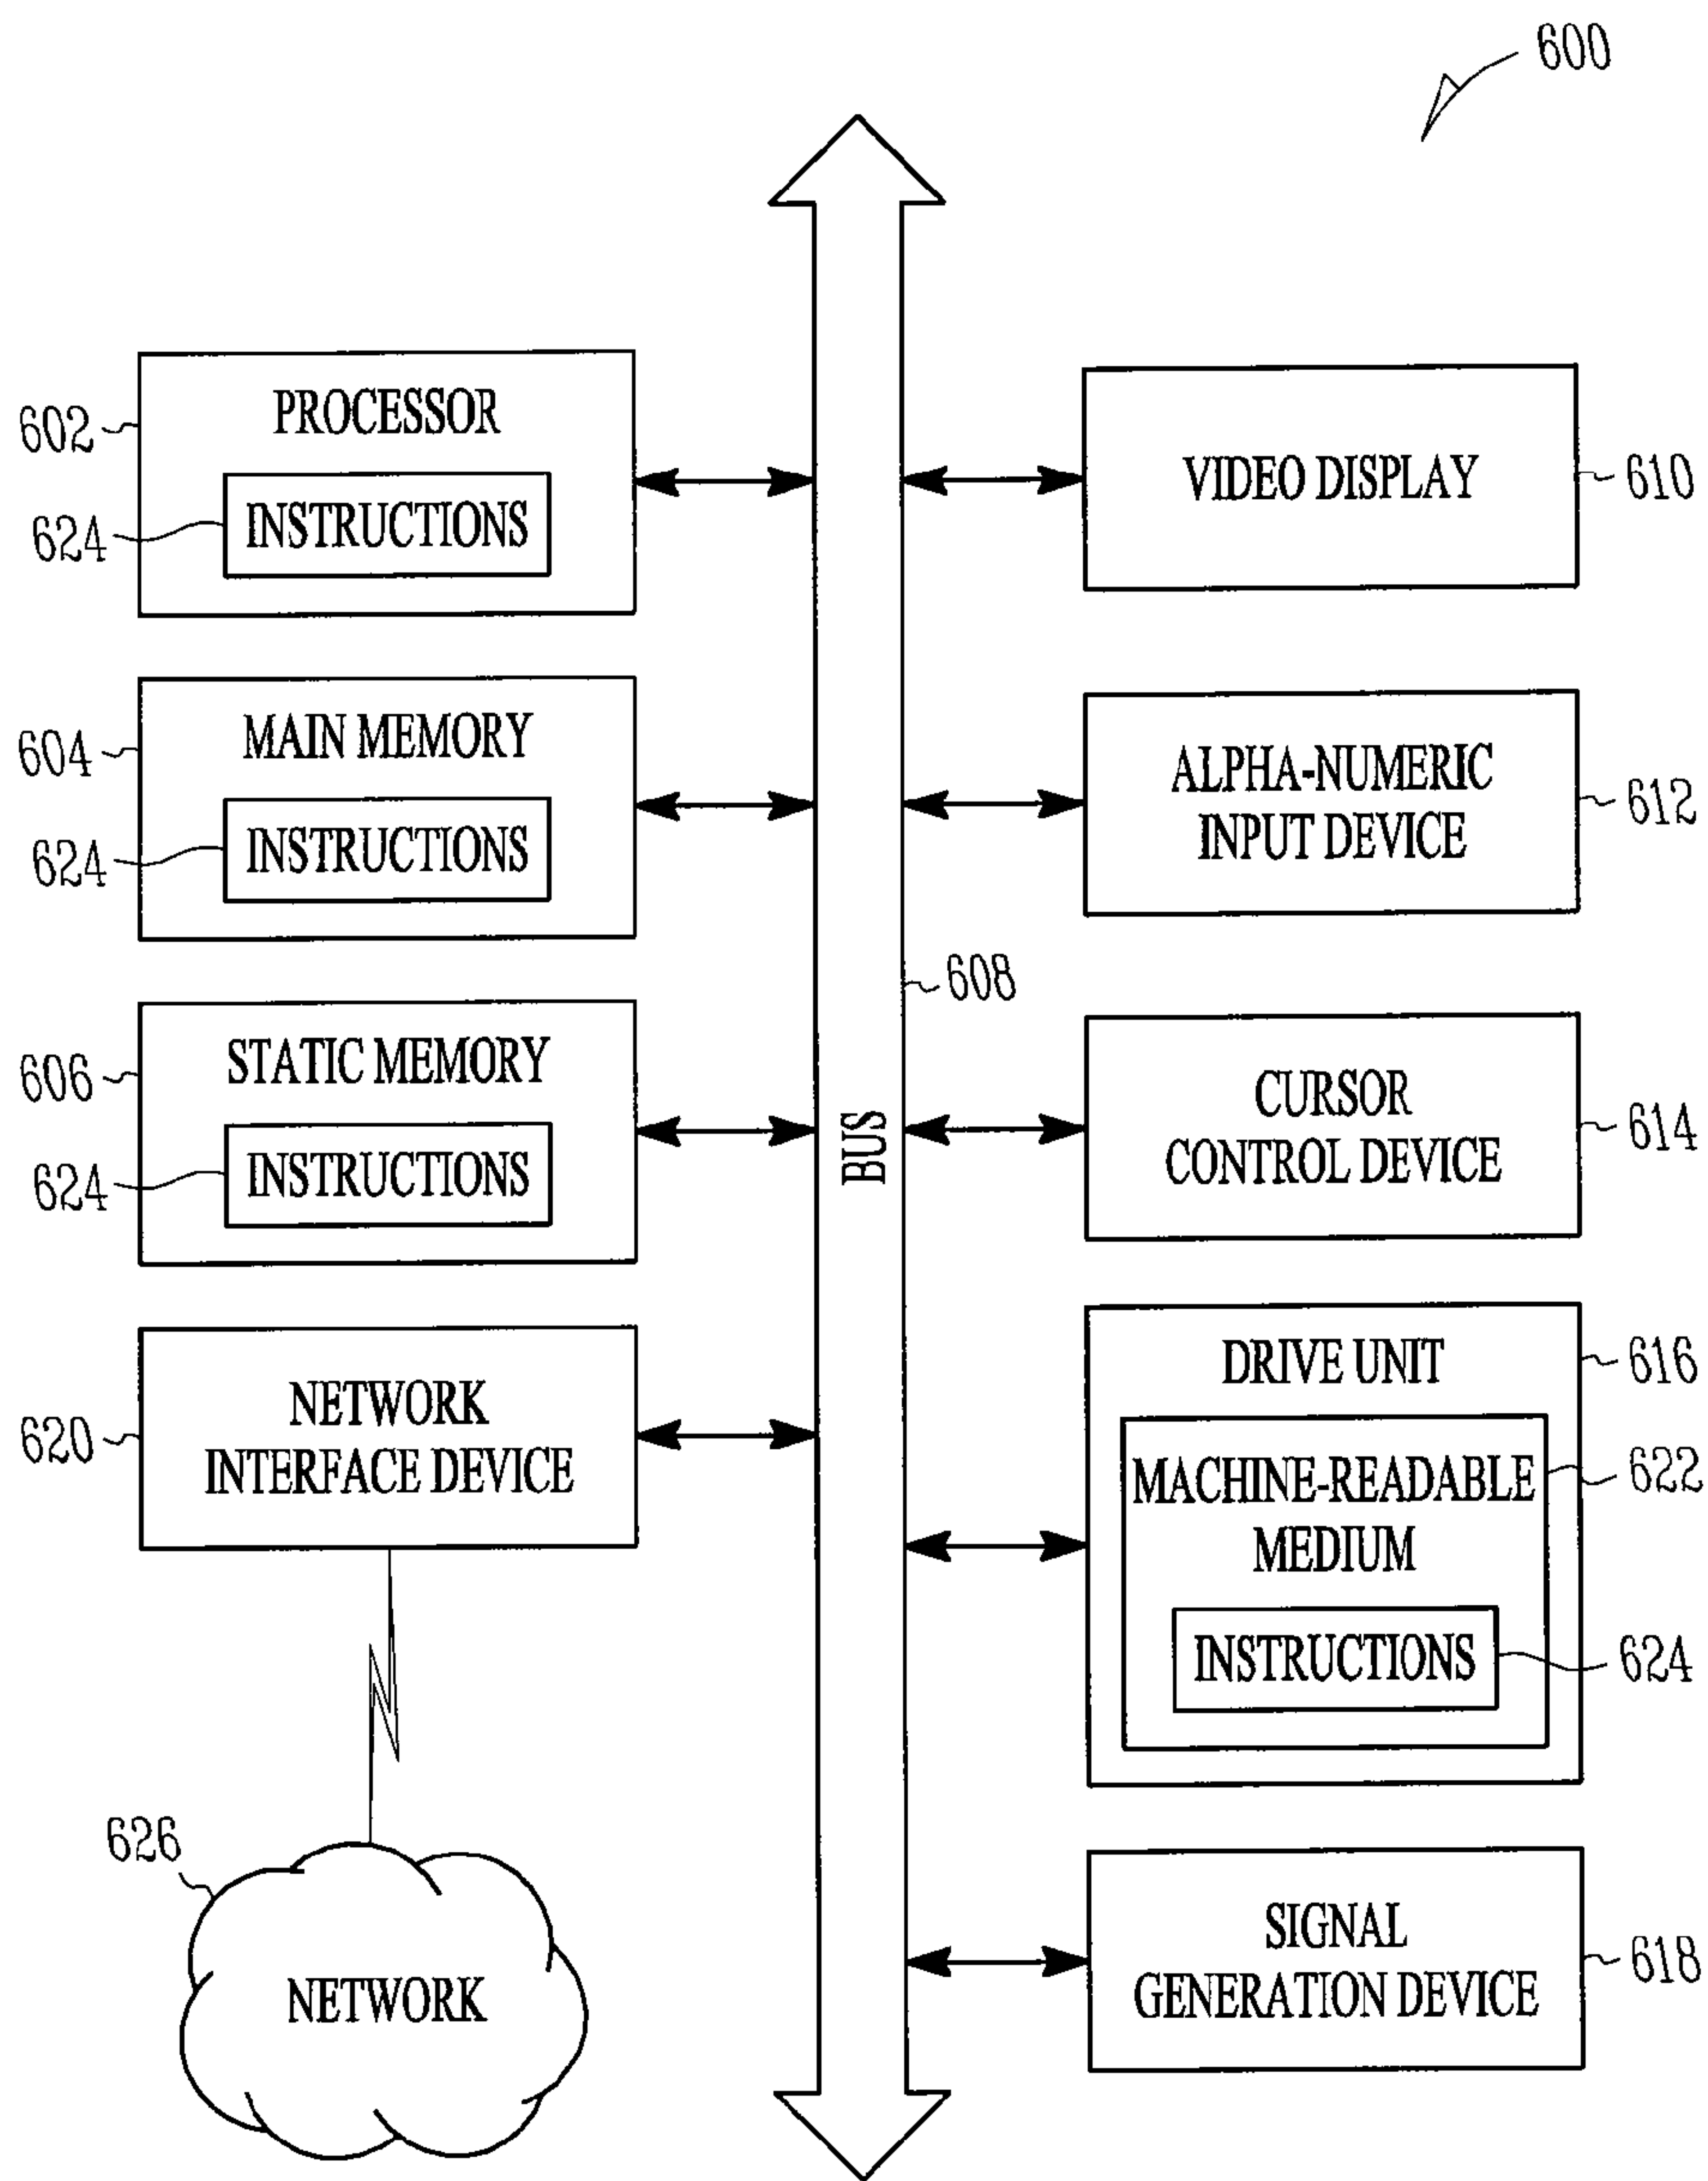 600
PROCESSOR
602
INSTRUCTIONS
624
MAIN MEMORY
604
INSTRUCTIONS
624
STATIC MEMORY
606
INSTRUCTIONS
624
NETWORK
INTERFACE DEVICE
620
626
NETWORK
BUS
608
VIDEO DISPLAY
610
ALPHA-NUMERIC
INPUT DEVICE
612
CURSOR
CONTROL DEVICE
614
DRIVE UNIT
616
MACHINE-READABLE
MEDIUM
622
INSTRUCTIONS
624
SIGNAL
GENERATION DEVICE
618